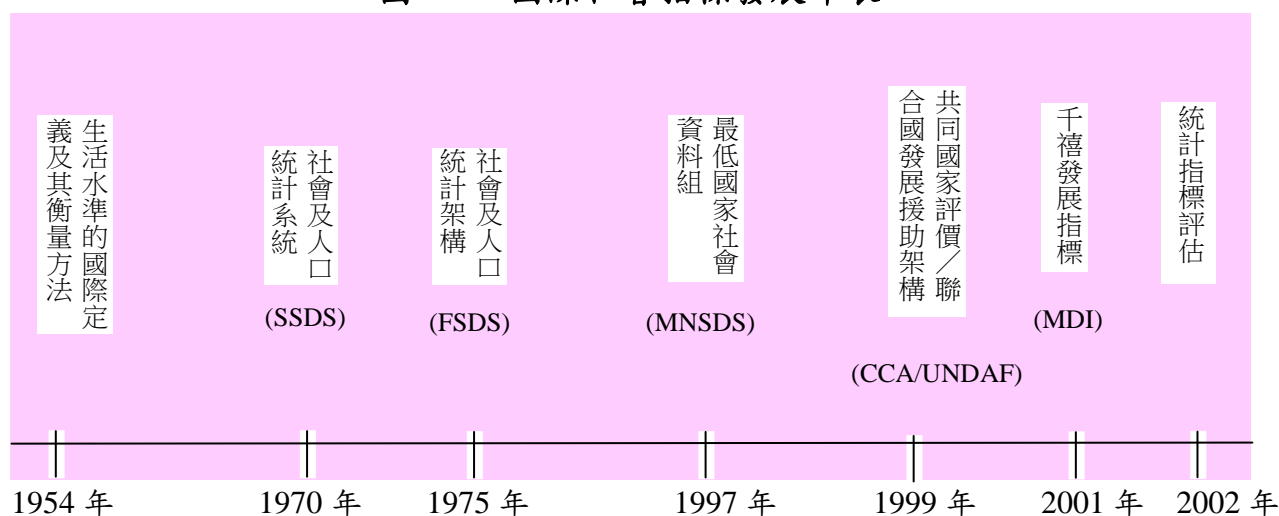 生活水準的國際定
義及其衡量方法
社會及人口
統計系統
(SSDS)
社會及人口
統計架構
(FSDS)
最低國家社會
資料組
(MNSDS)
共同國家評價／聯
合國發展援助架構
(CCA/UNDAF)
千禧發展指標
(MDI)
統計指標評估
1954 年
1970 年
1975 年
1997 年
1999 年
2001 年
2002 年